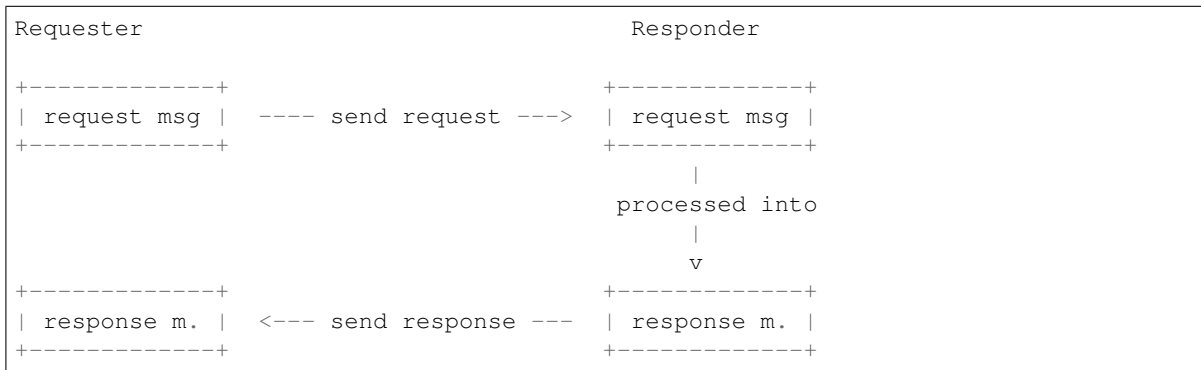 Requester                                            Responder
+-------------+                                  +-------------+
| request msg |  ---- send request --->  | request msg |
+-------------+                                  +-------------+
                                                        |
                                                 processed into
                                                        |
                                                        v
+-------------+                                  +-------------+
| response m. |  <--- send response ---  | response m. |
+-------------+                                  +-------------+